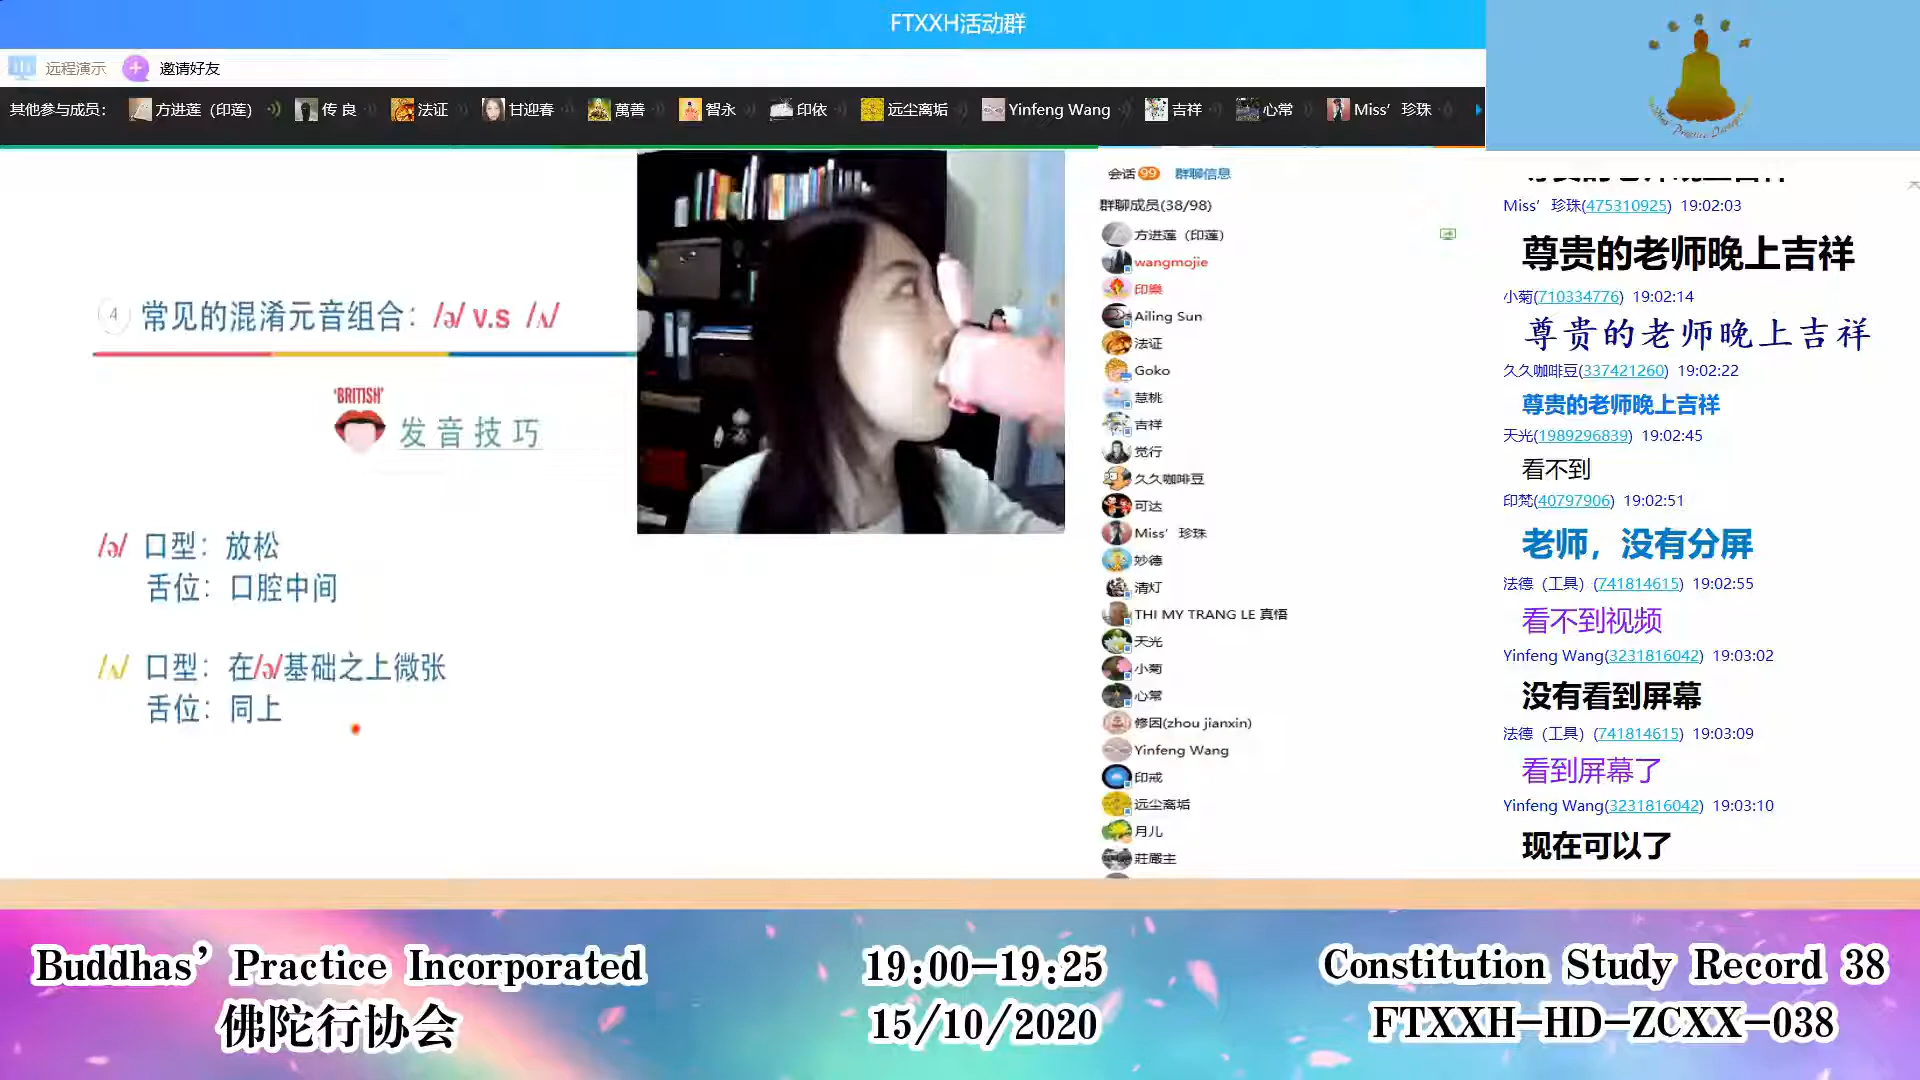 FTXXH活动群
远程演示 邀请好友
其他参与成员： 方进莲（印莲） 传 良 法证 甘迎春 萬善 智永 印依 远尘离垢 Yinfeng Wang 吉祥 心常 Miss’ 珍珠
4 常见的混淆元音组合：/ə/ v.s /ʌ/
'BRITISH'
发音技巧
/ə/ 口型：放松
舌位：口腔中间
/ʌ/ 口型：在/ə/基础之上微张
舌位：同上
会话 99 群聊信息
群聊成员(38/98)
方进莲（印莲）
wangmojie
印樂
Ailing Sun
法证
Goko
慧桃
吉祥
觉行
久久咖啡豆
可达
Miss’ 珍珠
妙德
清灯
THI MY TRANG LE 真悟
天光
小菊
心常
修因(zhou jianxin)
Yinfeng Wang
印戒
远尘离垢
月儿
莊嚴主
Miss’ 珍珠(475310925) 19:02:03
尊贵的老师晚上吉祥
小菊(710334776) 19:02:14
尊贵的老师晚上吉祥
久久咖啡豆(337421260) 19:02:22
尊贵的老师晚上吉祥
天光(1989296839) 19:02:45
看不到
印梵(40797906) 19:02:51
老师，没有分屏
法德（工具）(741814615) 19:02:55
看不到视频
Yinfeng Wang(3231816042) 19:03:02
没有看到屏幕
法德（工具）(741814615) 19:03:09
看到屏幕了
Yinfeng Wang(3231816042) 19:03:10
现在可以了
Buddhas’ Practice Incorporated
佛陀行协会
19:00-19:25
15/10/2020
Constitution Study Record 38
FTXXH-HD-ZCXX-038